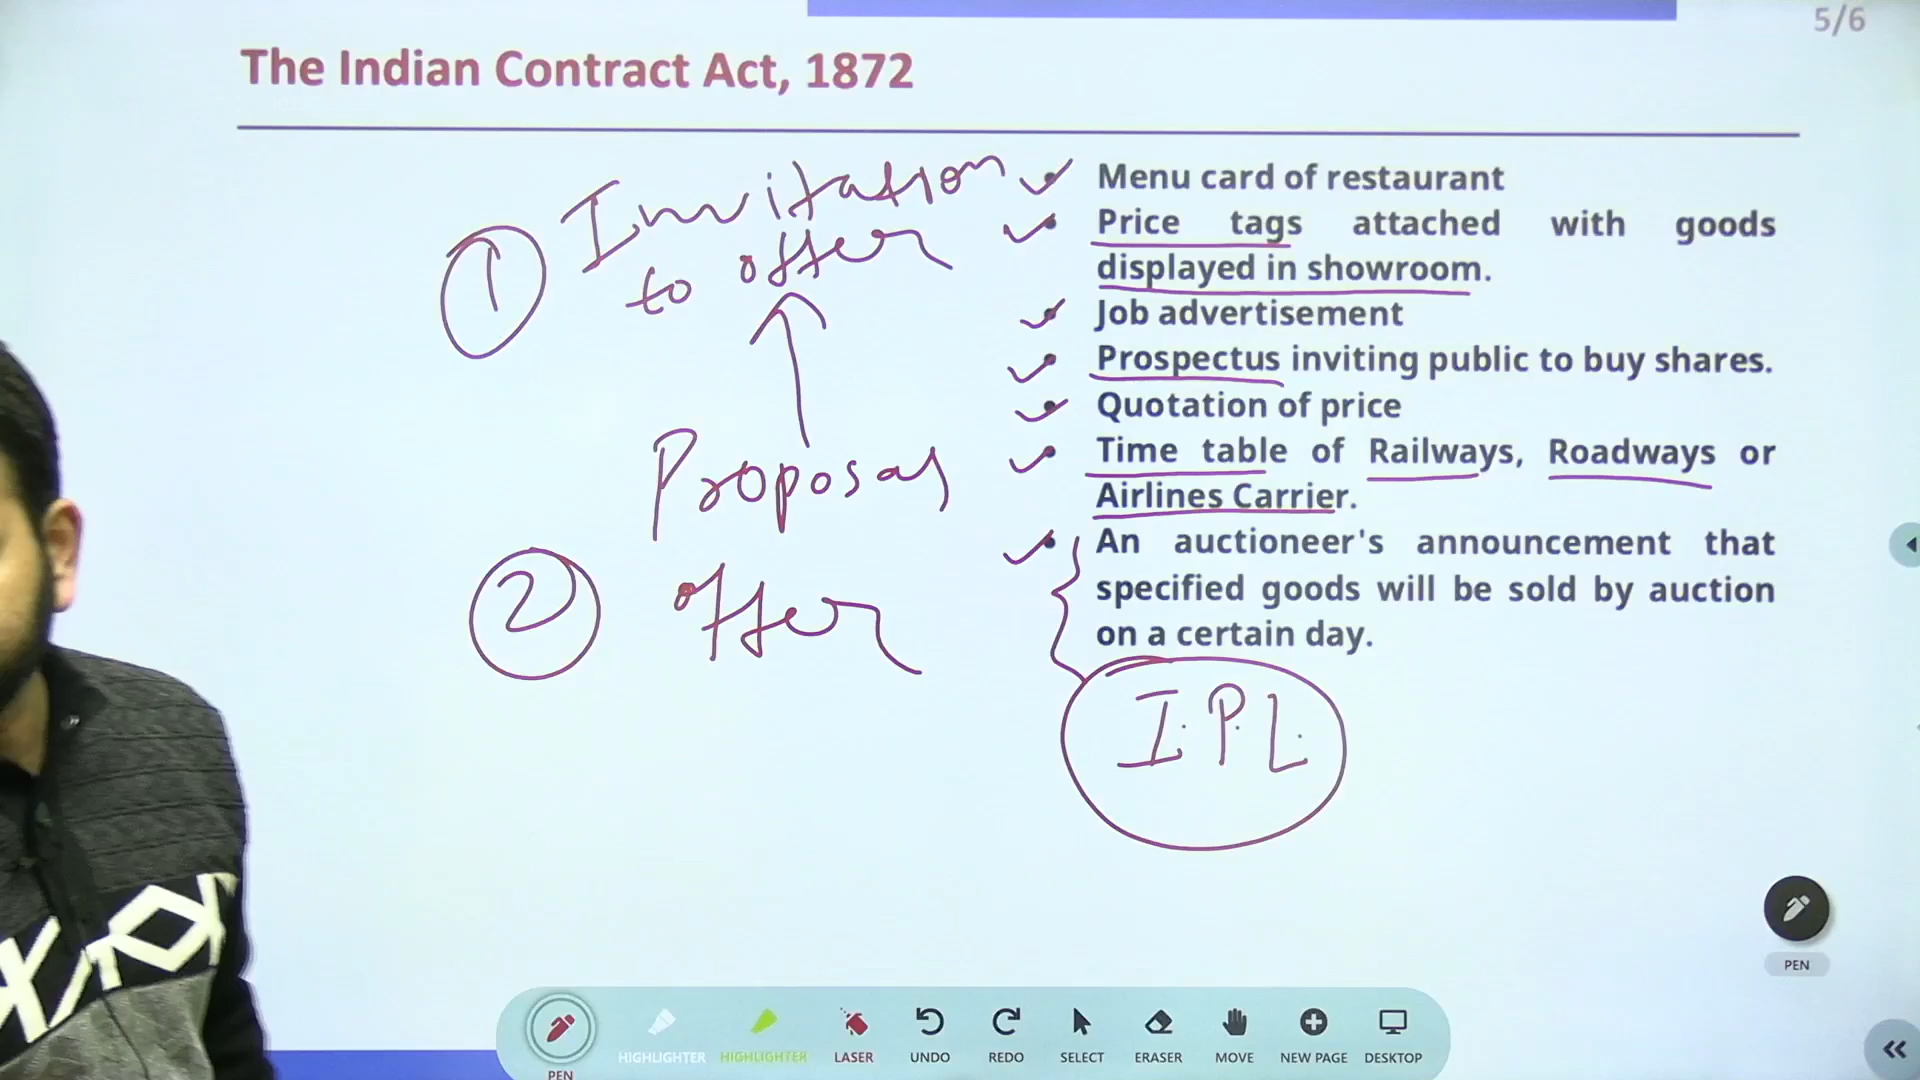 5/6
The Indian Contract Act, 1872
① Invitation
to offer
Proposal
② offer
• Menu card of restaurant
• Price tags attached with goods
displayed in showroom.
• Job advertisement
• Prospectus inviting public to buy shares.
• Quotation of price
• Time table of Railways, Roadways or
Airlines Carrier.
• An auctioneer's announcement that
specified goods will be sold by auction
on a certain day.
I.P.L.
PEN
PEN
HIGHLIGHTER
HIGHLIGHTER
LASER
UNDO
REDO
SELECT
ERASER
MOVE
NEW PAGE
DESKTOP